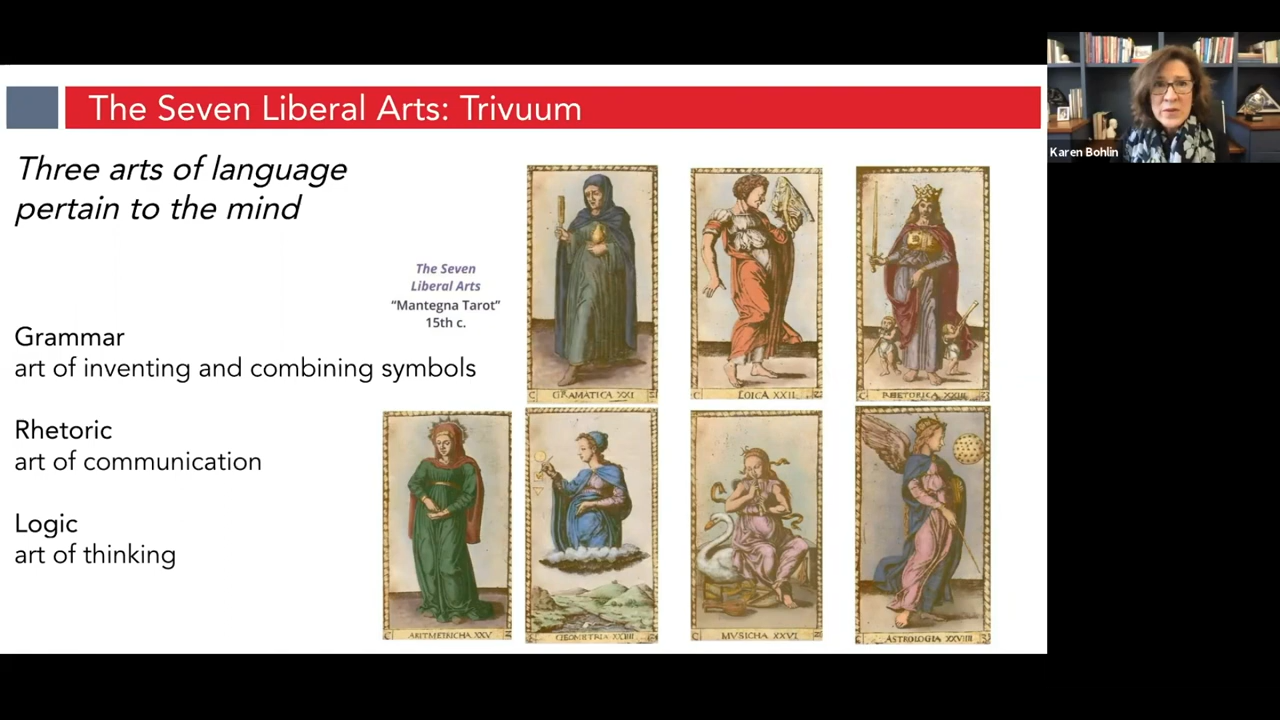 The Seven Liberal Arts: Trivuum
Three arts of language
pertain to the mind
The Seven
Liberal Arts
“Mantegna Tarot”
15th c.
Grammar
art of inventing and combining symbols
Rhetoric
art of communication
Logic
art of thinking
C GRAMATICA XXI
C LOICA XXII
C RHETORICA XXIII
C ARITMETRICHA XXV
C GEOMETRIA XXIIII
C MVSICHA XXVI
ASTROLOGIA XXVIIII
Karen Bohlin